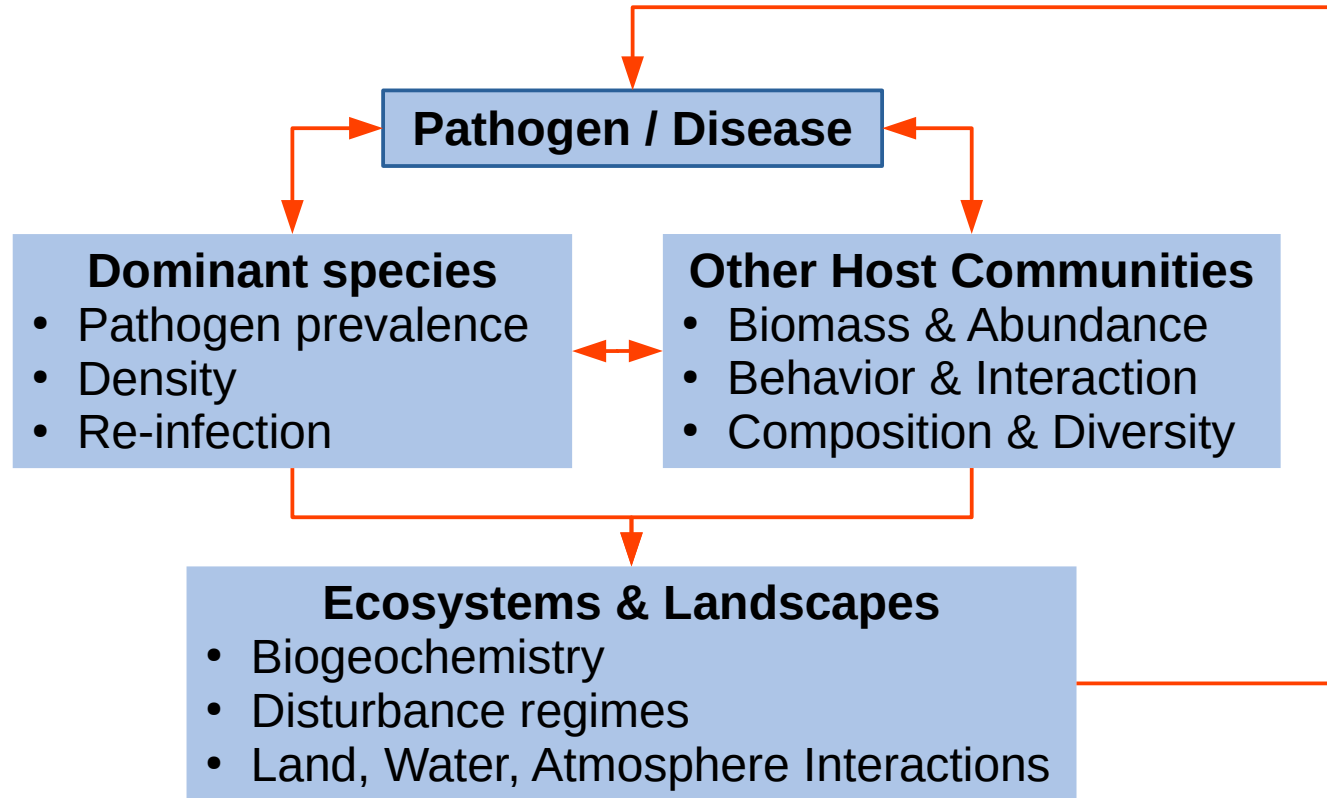 Pathogen / Disease
Dominant species
• Pathogen prevalence
• Density
• Re-infection
Other Host Communities
• Biomass & Abundance
• Behavior & Interaction
• Composition & Diversity
Ecosystems & Landscapes
• Biogeochemistry
• Disturbance regimes
• Land, Water, Atmosphere Interactions